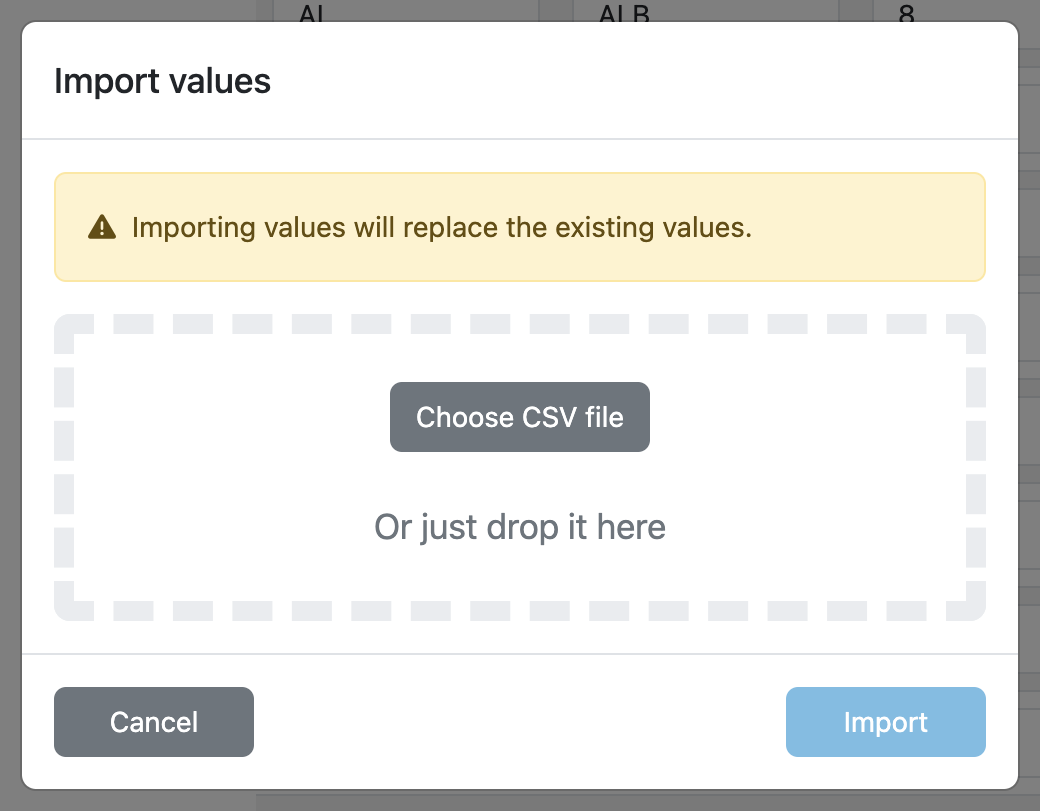 AL ALB 8
Import values
Importing values will replace the existing values.
Choose CSV file
Or just drop it here
Cancel Import